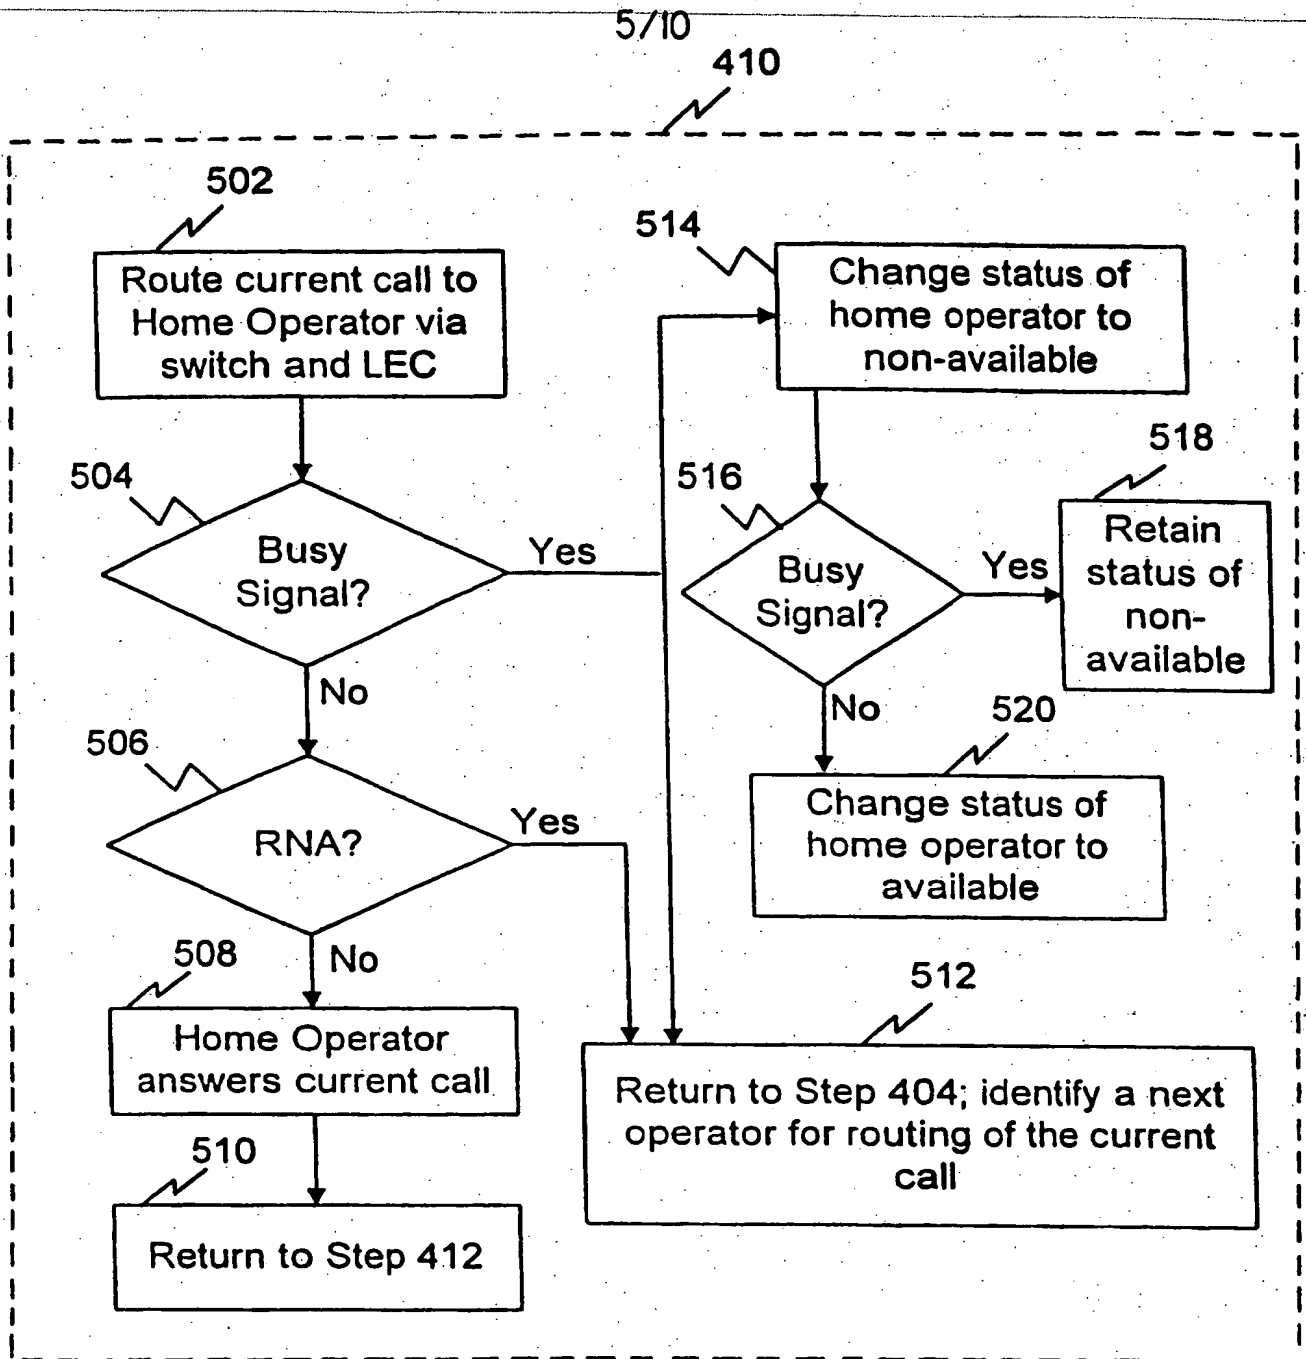 5/10
410
502
Route current call to
Home Operator via
switch and LEC
504
Busy
Signal?
Yes
No
506
RNA?
Yes
No
508
Home Operator
answers current call
510
Return to Step 412
514
Change status of
home operator to
non-available
516
Busy
Signal?
Yes
518
Retain
status of
non-
available
No
520
Change status of
home operator to
available
512
Return to Step 404; identify a next
operator for routing of the current
call